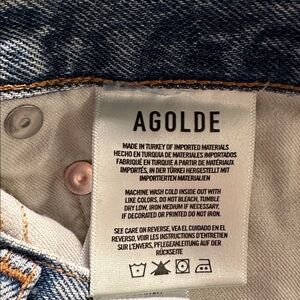 AGOLDE
MADE IN TURKEY OF IMPORTED MATERIALS
HECHO EN TURQUIA DE MATERIALES IMPORTADOS
FABRIQUÉ EN TURQUIE A PARTIR DE MATÉRIAUX
IMPORTÉS, IN DER TÜRKEI HERGESTELLT MIT
IMPORTIERTEN MATERIALIEN
MACHINE WASH COLD INSIDE OUT WITH
LIKE COLORS, DO NOT BLEACH, TUMBLE
DRY LOW, IRON MEDIUM IF NECESSARY.
IF DECORATED OR PRINTED DO NOT IRON.
SEE CARE ON REVERSE, VEA EL CUIDADO EN EL
REVERSO, VOIR LES INSTRUCTIONS D'ENTRETIEN
SUR L'ENVERS, PFLEGEANLEITUNG AUF DER
RÜCKSEITE